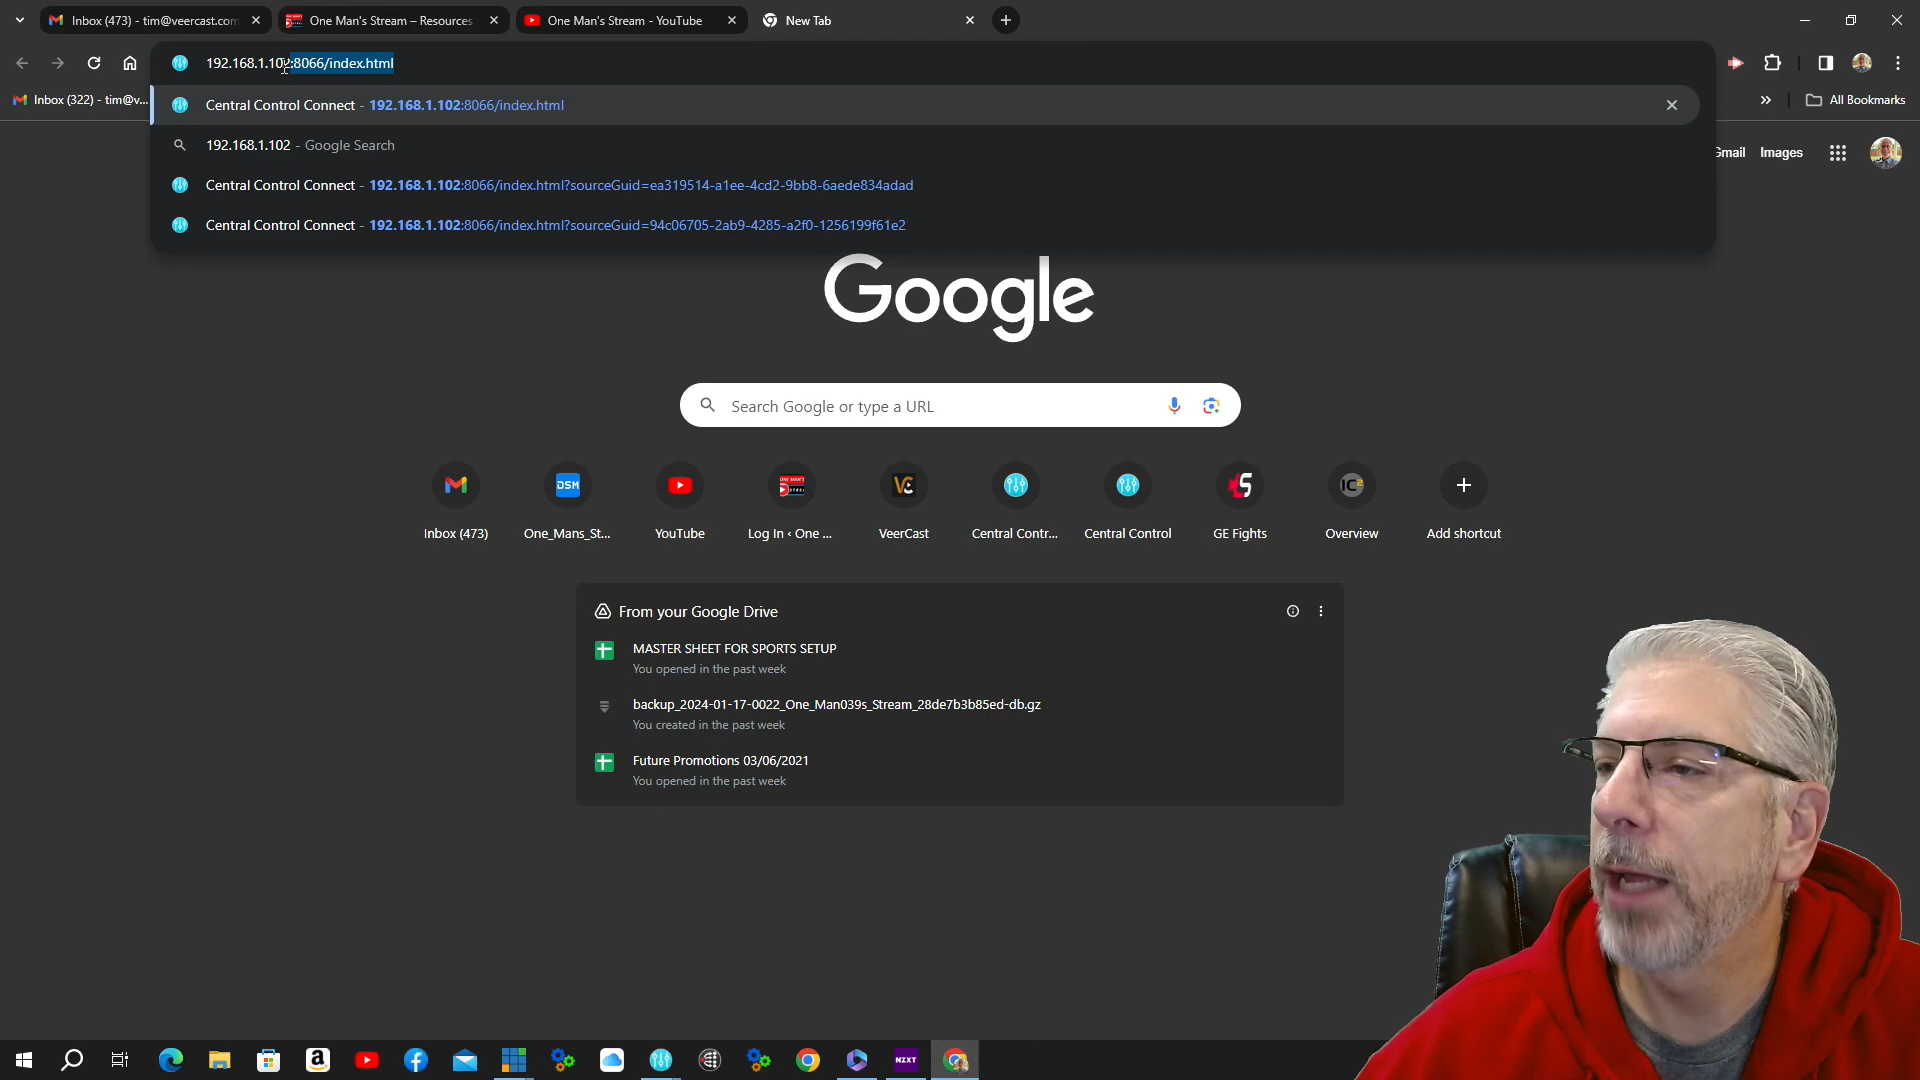 Inbox (473) - tim@veercast.com
One Man's Stream – Resources
One Man's Stream - YouTube
New Tab
192.168.1.102:8066/index.html
Inbox (322) - tim@v...
All Bookmarks
Central Control Connect - 192.168.1.102:8066/index.html
192.168.1.102 - Google Search
Central Control Connect - 192.168.1.102:8066/index.html?sourceGuid=ea319514-a1ee-4cd2-9bb8-6aede834adad
Central Control Connect - 192.168.1.102:8066/index.html?sourceGuid=94c06705-2ab9-4285-a2f0-1256199f61e2
Gmail Images
Google
Search Google or type a URL
DSM
ONE MAN'S
VC
IC²
Inbox (473)
One_Mans_St...
YouTube
Log In ‹ One ...
VeerCast
Central Contr...
Central Control
GE Fights
Overview
Add shortcut
From your Google Drive
MASTER SHEET FOR SPORTS SETUP
You opened in the past week
backup_2024-01-17-0022_One_Man039s_Stream_28de7b3b85ed-db.gz
You created in the past week
Future Promotions 03/06/2021
You opened in the past week
NZXT